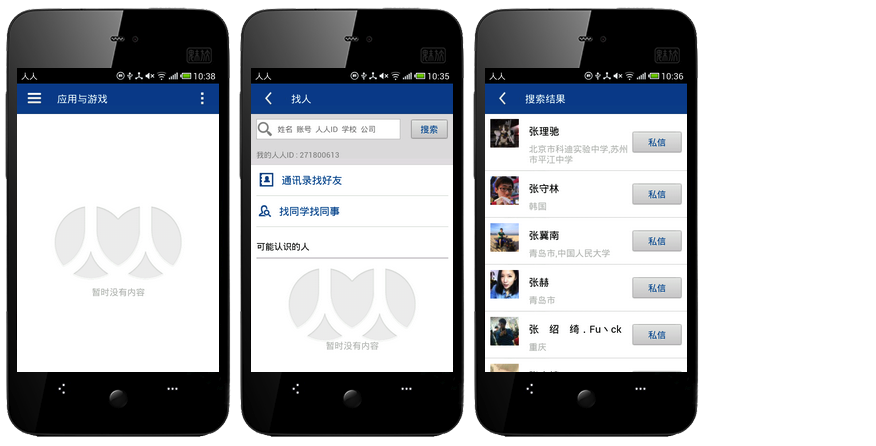 人人
10:38
应用与游戏
暂时没有内容
人人
10:35
找人
姓名 账号 人人ID 学校 公司
搜索
我的人人ID : 271800613
通讯录找好友
找同学找同事
可能认识的人
暂时没有内容
人人
10:36
搜索结果
张理驰
北京市科迪实验中学,苏州
市平江中学
私信
张守林
韩国
私信
张翼南
青岛市,中国人民大学
私信
张赫
青岛市
私信
张 绍 绮 . Fu丶ck
重庆
私信